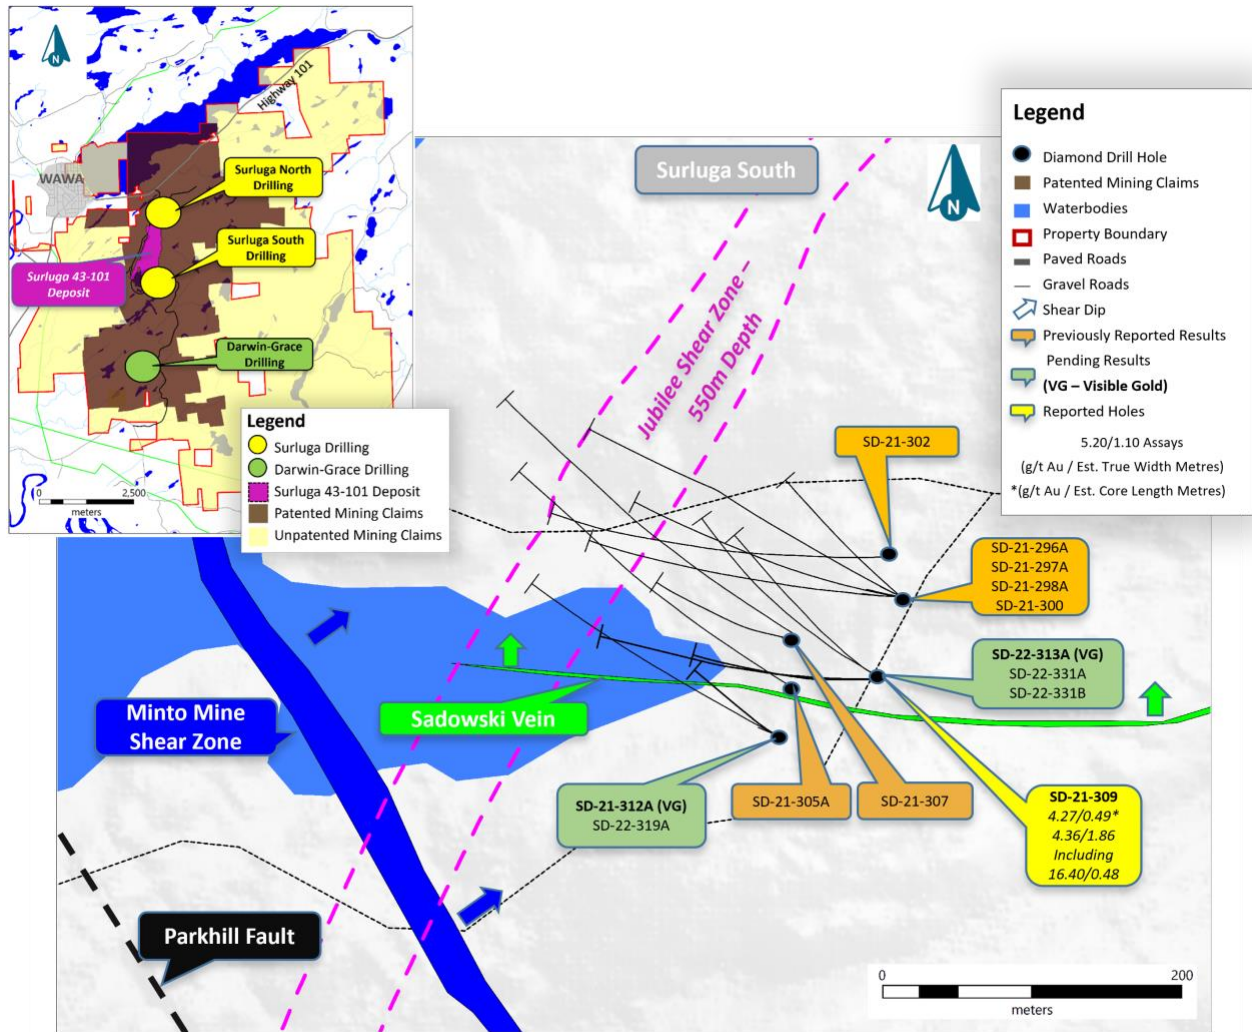 N
Highway 101
WAWA
Surluga North
Drilling
Surluga South
Drilling
Surluga 43-101
Deposit
Darwin-Grace
Drilling
0 2,500
meters
Legend
Surluga Drilling
Darwin-Grace Drilling
Surluga 43-101 Deposit
Patented Mining Claims
Unpatented Mining Claims
Surluga South
N
Legend
Diamond Drill Hole
Patented Mining Claims
Waterbodies
Property Boundary
Paved Roads
Gravel Roads
Shear Dip
Previously Reported Results
Pending Results
(VG – Visible Gold)
Reported Holes
5.20/1.10 Assays
(g/t Au / Est. True Width Metres)
*(g/t Au / Est. Core Length Metres)
Jubilee Shear Zone –
550m Depth
SD-21-302
SD-21-296A
SD-21-297A
SD-21-298A
SD-21-300
SD-22-313A (VG)
SD-22-331A
SD-22-331B
Minto Mine
Shear Zone
Sadowski Vein
SD-21-312A (VG)
SD-22-319A
SD-21-305A
SD-21-307
SD-21-309
4.27/0.49*
4.36/1.86
Including
16.40/0.48
Parkhill Fault
0 200
meters